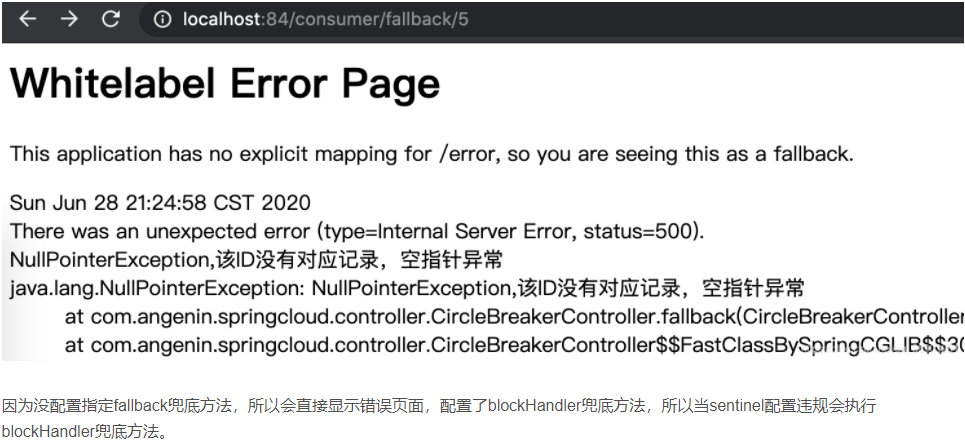 localhost:84/consumer/fallback/5
Whitelabel Error Page
This application has no explicit mapping for /error, so you are seeing this as a fallback.
Sun Jun 28 21:24:58 CST 2020
There was an unexpected error (type=Internal Server Error, status=500).
NullPointerException,该ID没有对应记录，空指针异常
java.lang.NullPointerException: NullPointerException,该ID没有对应记录，空指针异常
at com.angenin.springcloud.controller.CircleBreakerController.fallback(CircleBreakerController
at com.angenin.springcloud.controller.CircleBreakerController$$FastClassBySpringCGLIB$$30
因为没配置指定fallback兜底方法，所以会直接显示错误页面，配置了blockHandler兜底方法，所以当sentinel配置违规会执行
blockHandler兜底方法。